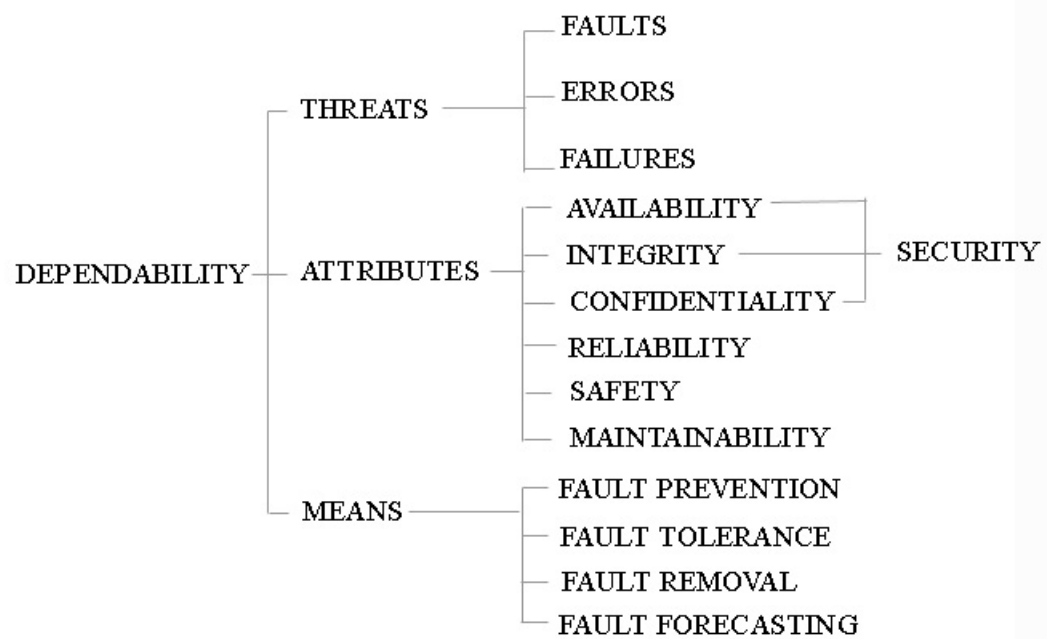 FAULTS
THREATS
ERRORS
FAILURES
DEPENDABILITY
ATTRIBUTES
AVAILABILITY
INTEGRITY
CONFIDENTIALITY
SECURITY
RELIABILITY
SAFETY
MAINTAINABILITY
MEANS
FAULT PREVENTION
FAULT TOLERANCE
FAULT REMOVAL
FAULT FORECASTING